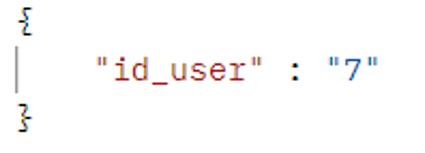 {
"id_user" : "7"
}